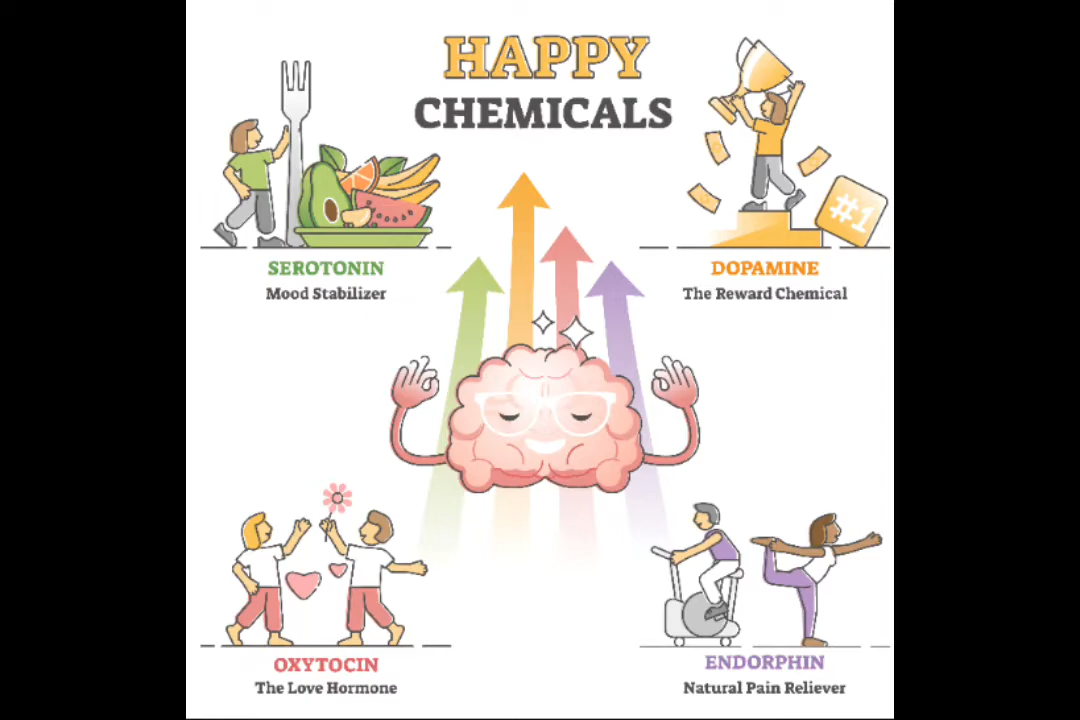 HAPPY
CHEMICALS
#1
SEROTONIN
Mood Stabilizer
DOPAMINE
The Reward Chemical
OXYTOCIN
The Love Hormone
ENDORPHIN
Natural Pain Reliever